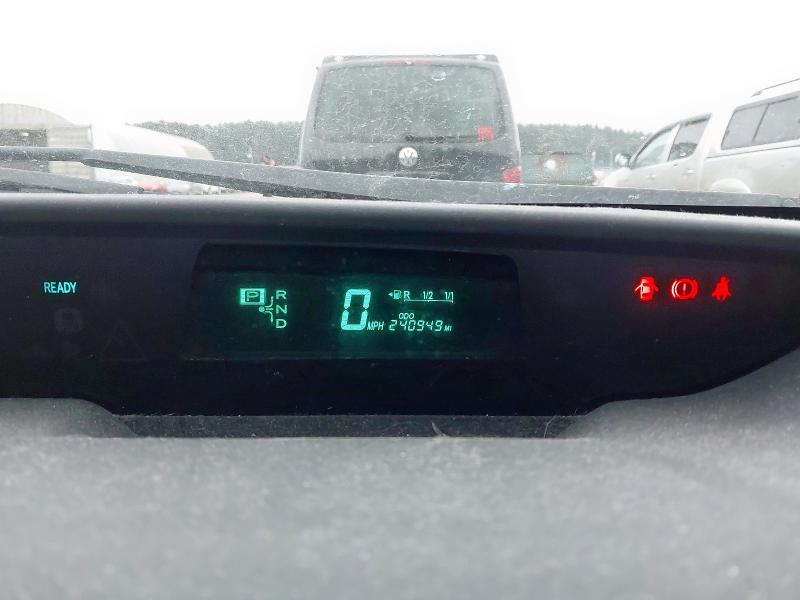 READY
P R
N
D
0 MPH
R 1/2 1/1
ODO
240949 MI